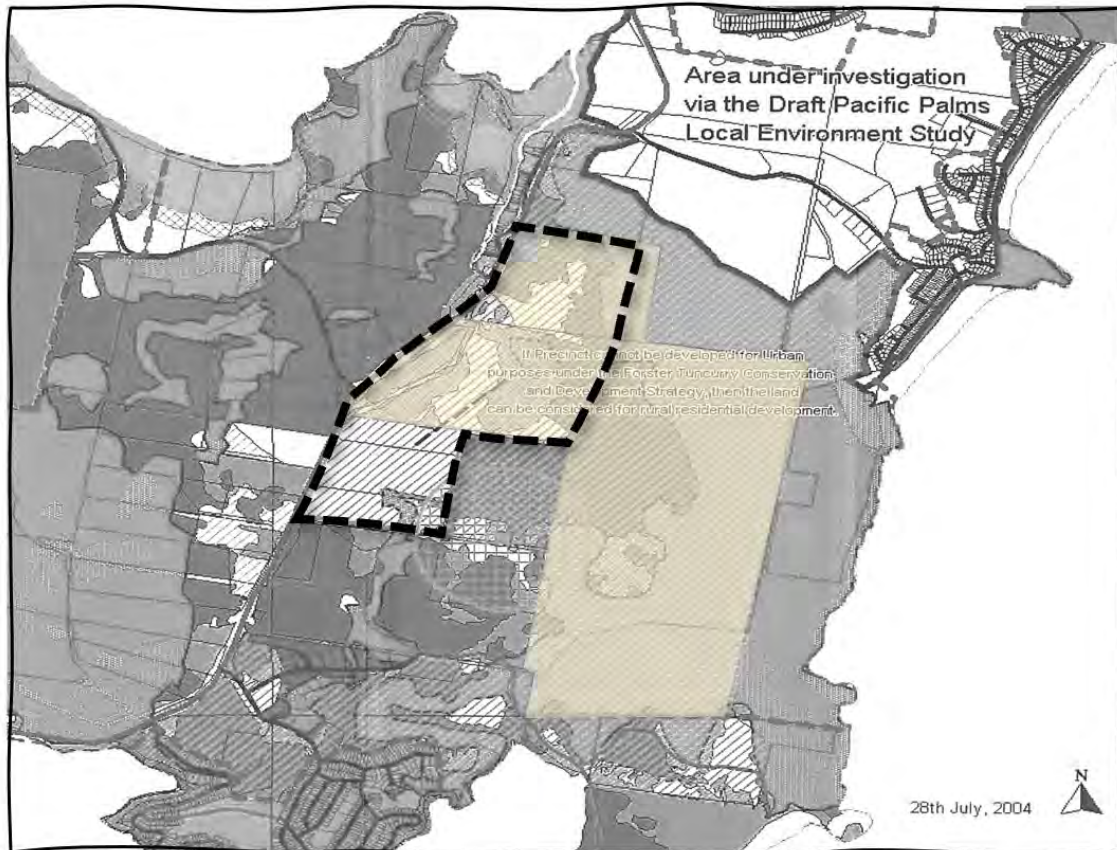 Area under investigation
via the Draft Pacific Palms
Local Environment Study
If Precinct cannot be developed for Urban
purposes under the Forster Tuncurry Conservation
and Development Strategy, then the land
can be considered for rural residential development.
N
28th July, 2004